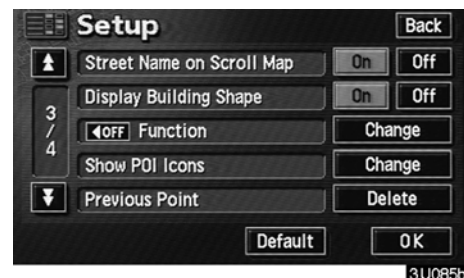 Setup Back
Street Name on Scroll Map On Off
Display Building Shape On Off
3/4
◀OFF Function Change
Show POI Icons Change
Previous Point Delete
Default OK
3U085b